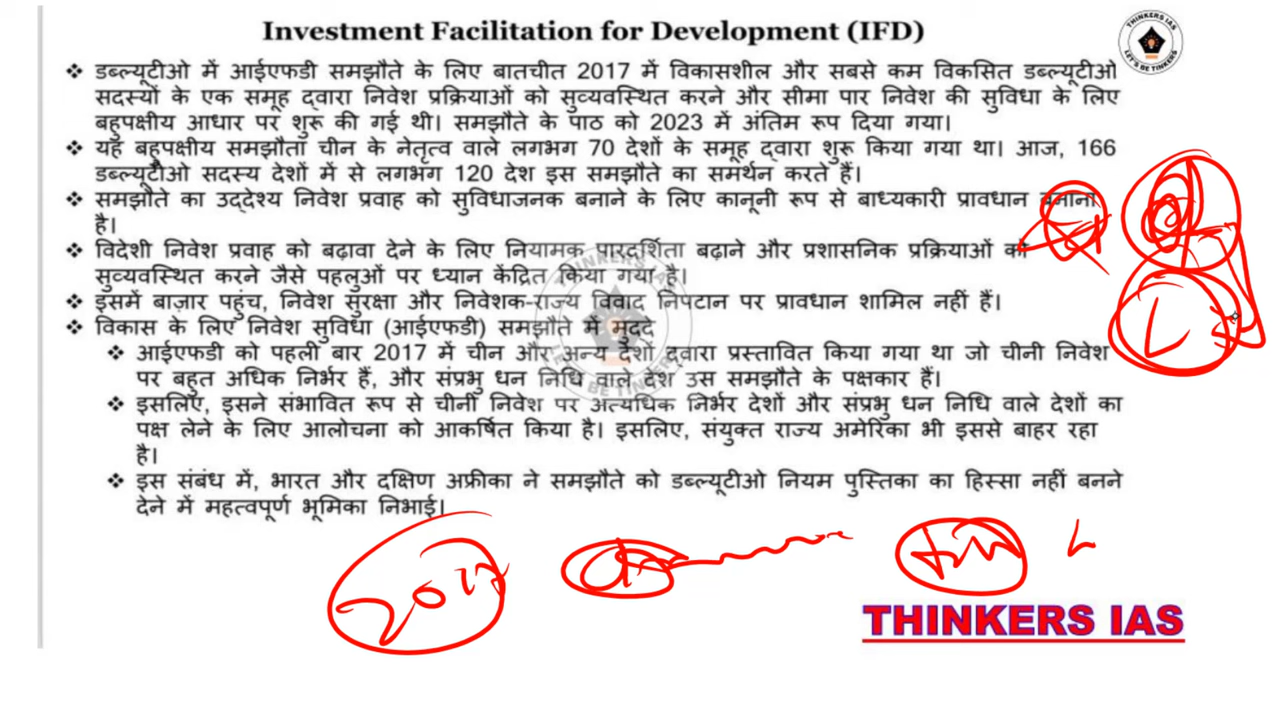 Investment Facilitation for Development (IFD)
THINKERS IAS
LET'S BE TINKERS
❖ डब्ल्यूटीओ में आईएफडी समझौते के लिए बातचीत 2017 में विकासशील और सबसे कम विकसित डब्ल्यूटीओ
सदस्यों के एक समूह द्वारा निवेश प्रक्रियाओं को सुव्यवस्थित करने और सीमा पार निवेश की सुविधा के लिए
बहुपक्षीय आधार पर शुरू की गई थी। समझौते के पाठ को 2023 में अंतिम रूप दिया गया।
❖ यह बहुपक्षीय समझौता चीन के नेतृत्व वाले लगभग 70 देशों के समूह द्वारा शुरू किया गया था। आज, 166
डब्ल्यूटीओ सदस्य देशों में से लगभग 120 देश इस समझौते का समर्थन करते हैं।
❖ समझौते का उद्देश्य निवेश प्रवाह को सुविधाजनक बनाने के लिए कानूनी रूप से बाध्यकारी प्रावधान बनाना
है।
❖ विदेशी निवेश प्रवाह को बढ़ावा देने के लिए नियामक पारदर्शिता बढ़ाने और प्रशासनिक प्रक्रियाओं को
सुव्यवस्थित करने जैसे पहलुओं पर ध्यान केंद्रित किया गया है।
❖ इसमें बाज़ार पहुंच, निवेश सुरक्षा और निवेशक-राज्य विवाद निपटान पर प्रावधान शामिल नहीं हैं।
❖ विकास के लिए निवेश सुविधा (आईएफडी) समझौते में मुद्दे
❖ आईएफडी को पहली बार 2017 में चीन और अन्य देशों द्वारा प्रस्तावित किया गया था जो चीनी निवेश
पर बहुत अधिक निर्भर हैं, और संप्रभु धन निधि वाले देश उस समझौते के पक्षकार हैं।
❖ इसलिए, इसने संभावित रूप से चीनी निवेश पर अत्यधिक निर्भर देशों और संप्रभु धन निधि वाले देशों का
पक्ष लेने के लिए आलोचना को आकर्षित किया है। इसलिए, संयुक्त राज्य अमेरिका भी इससे बाहर रहा
है।
❖ इस संबंध में, भारत और दक्षिण अफ्रीका ने समझौते को डब्ल्यूटीओ नियम पुस्तिका का हिस्सा नहीं बनने
देने में महत्वपूर्ण भूमिका निभाई।
2017
THINKERS IAS